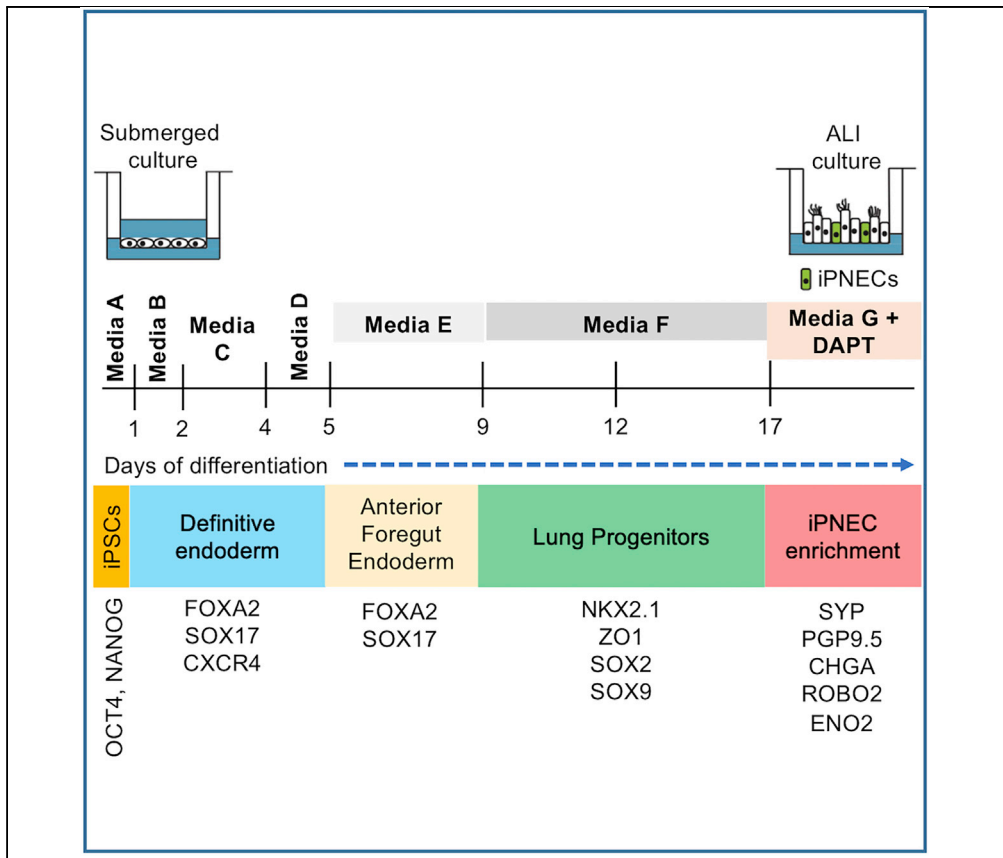 Submerged
culture
ALI
culture
iPNECs
Media A
Media B
Media
C
Media D
Media E
Media F
Media G +
DAPT
1
2
4
5
9
12
17
Days of differentiation
iPSCs
Definitive
endoderm
Anterior
Foregut
Endoderm
Lung Progenitors
iPNEC
enrichment
OCT4, NANOG
FOXA2
SOX17
CXCR4
FOXA2
SOX17
NKX2.1
ZO1
SOX2
SOX9
SYP
PGP9.5
CHGA
ROBO2
ENO2